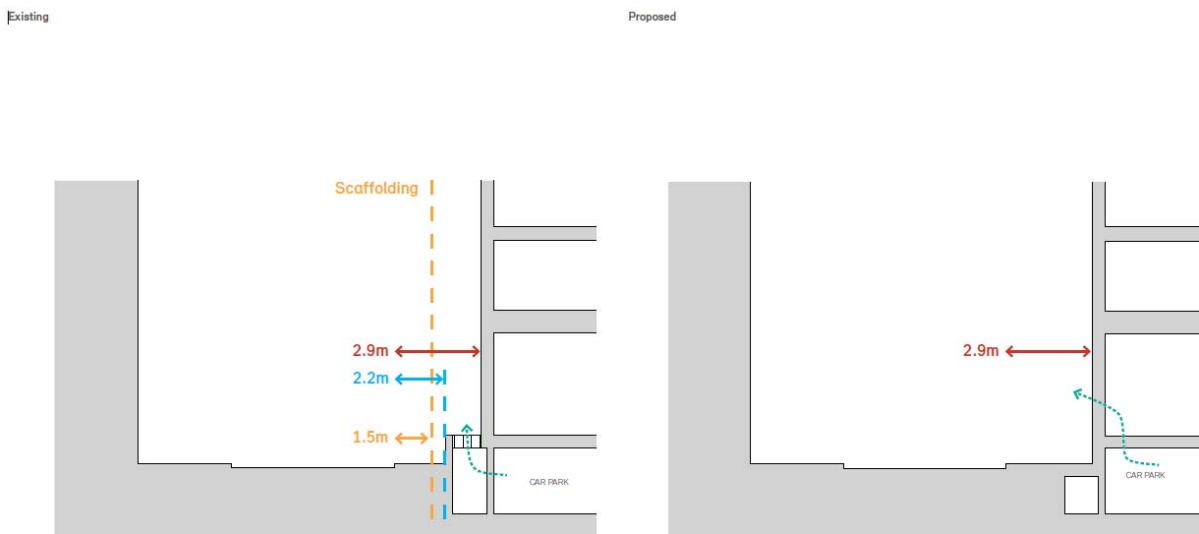 Existing
Proposed
Scaffolding
2.9m
2.2m
1.5m
CAR PARK
2.9m
CAR PARK